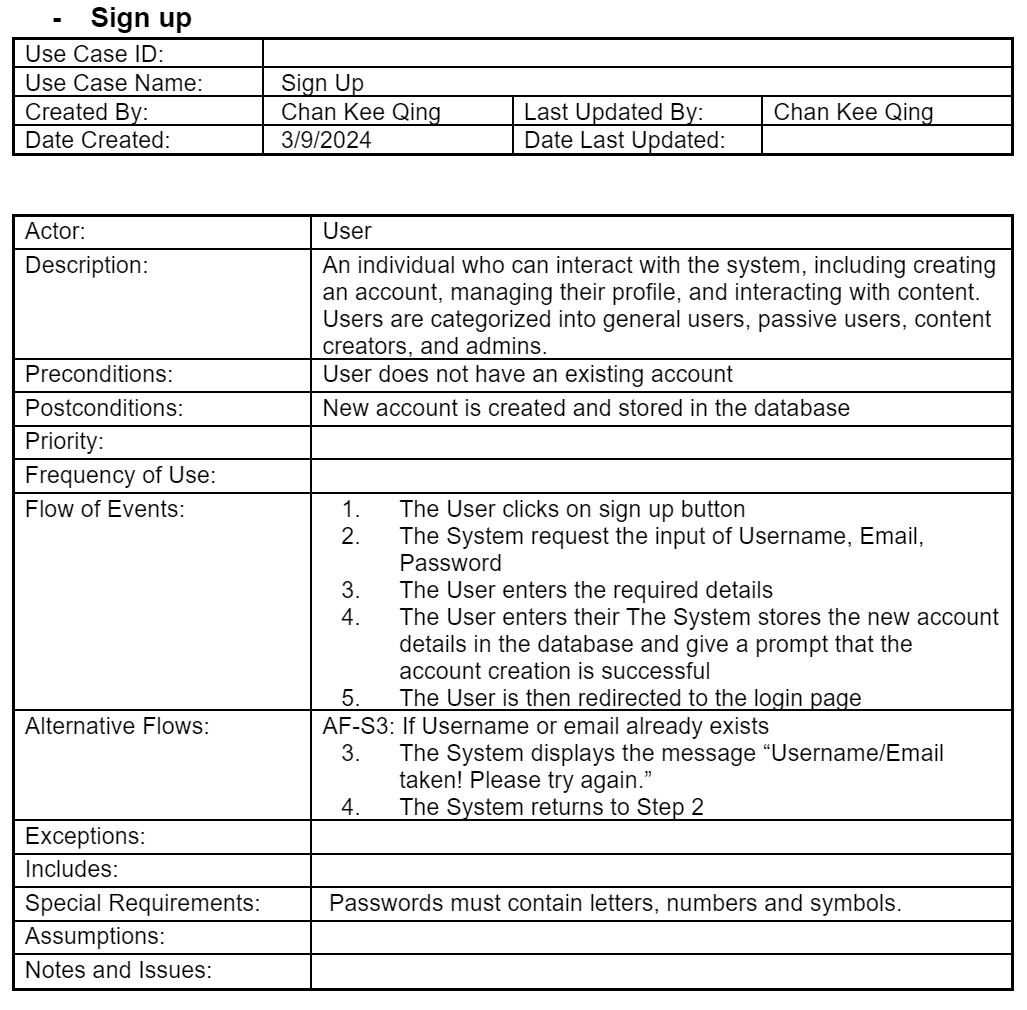 - Sign up
Use Case ID:
Use Case Name: Sign Up
Created By: Chan Kee Qing Last Updated By: Chan Kee Qing
Date Created: 3/9/2024 Date Last Updated:
Actor: User
Description: An individual who can interact with the system, including creating
an account, managing their profile, and interacting with content.
Users are categorized into general users, passive users, content
creators, and admins.
Preconditions: User does not have an existing account
Postconditions: New account is created and stored in the database
Priority:
Frequency of Use:
Flow of Events: 1. The User clicks on sign up button
2. The System request the input of Username, Email,
Password
3. The User enters the required details
4. The User enters their The System stores the new account
details in the database and give a prompt that the
account creation is successful
5. The User is then redirected to the login page
Alternative Flows: AF-S3: If Username or email already exists
3. The System displays the message “Username/Email
taken! Please try again.”
4. The System returns to Step 2
Exceptions:
Includes:
Special Requirements: Passwords must contain letters, numbers and symbols.
Assumptions:
Notes and Issues: